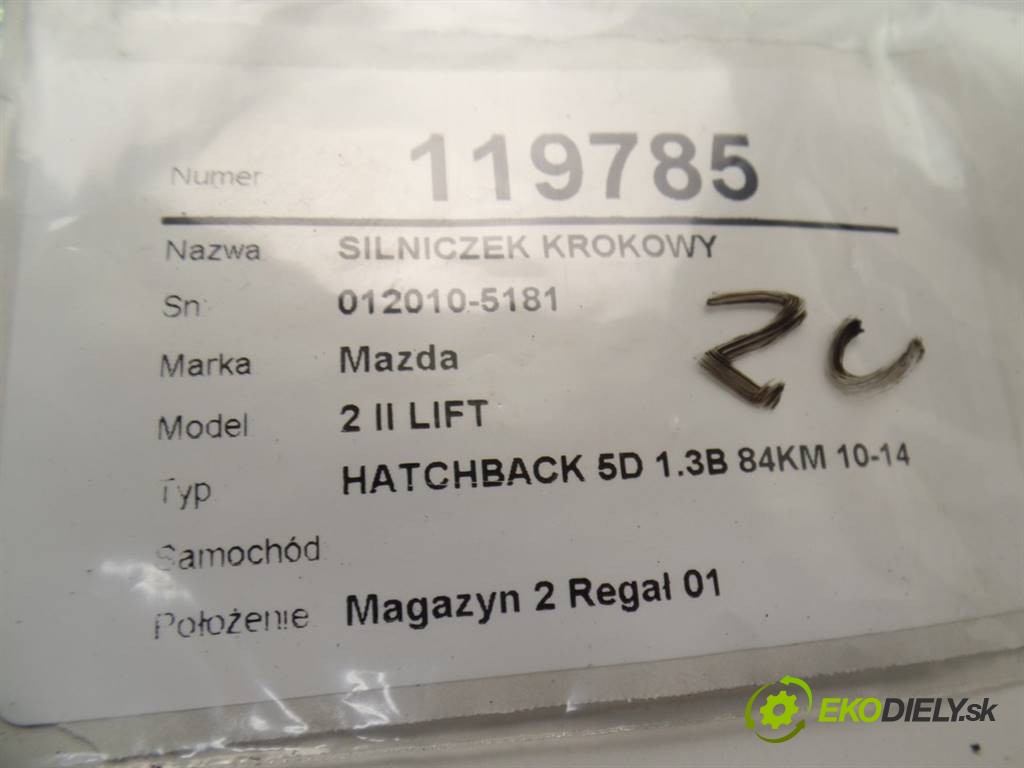 Numer 119785
Nazwa SILNICZEK KROKOWY
Sn 012010-5181
Marka Mazda
Model 2 II LIFT
Typ HATCHBACK 5D 1.3B 84KM 10-14
Samochód
Położenie Magazyn 2 Regał 01
EKODIELY.sk